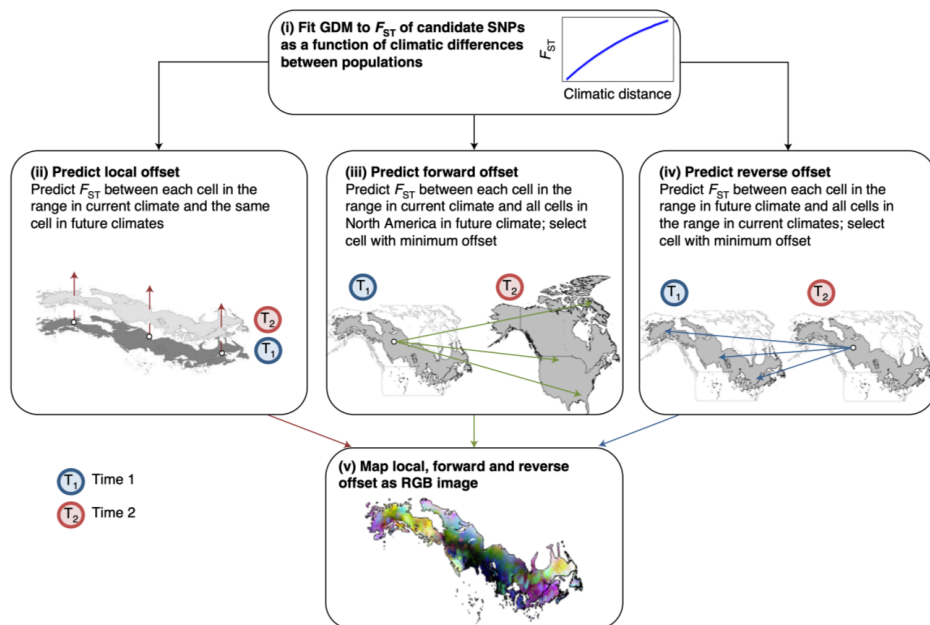 (i) Fit GDM to FST of candidate SNPs
as a function of climatic differences
between populations
FST
Climatic distance
(ii) Predict local offset
Predict FST between each cell in the
range in current climate and the same
cell in future climates
T2
T1
(iii) Predict forward offset
Predict FST between each cell in the
range in current climate and all cells in
North America in future climate; select
cell with minimum offset
T1
T2
(iv) Predict reverse offset
Predict FST between each cell in the
range in future climate and all cells in
the range in current climates; select
cell with minimum offset
T1
T2
(v) Map local, forward and reverse
offset as RGB image
T1 Time 1
T2 Time 2